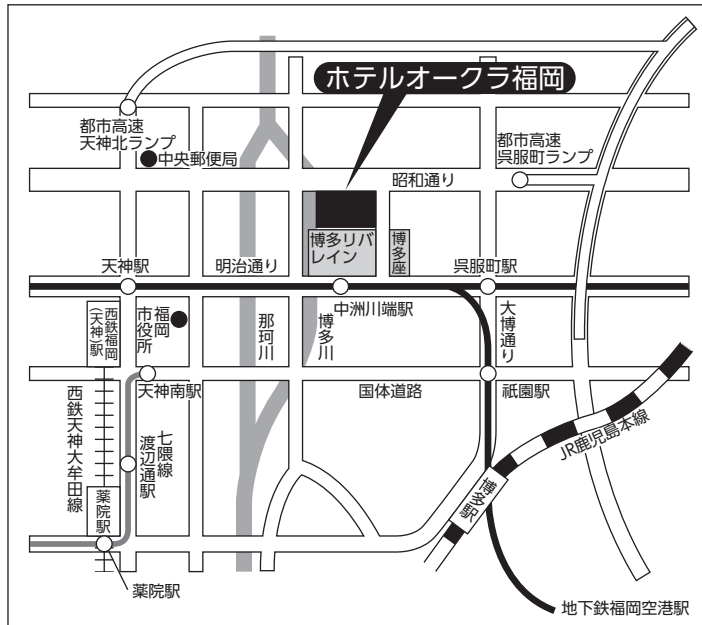 ホテルオークラ福岡
都市高速
天神北ランプ
中央郵便局
都市高速
呉服町ランプ
昭和通り
博多リバ
レイン
博多座
天神駅
明治通り
呉服町駅
中洲川端駅
西鉄福岡
(天神)駅
福岡
市役所
那珂川
博多川
大博通り
天神南駅
国体道路
祇園駅
西鉄天神大牟田線
七隈線
渡辺通駅
JR鹿児島本線
博多駅
薬院駅
薬院駅
地下鉄福岡空港駅